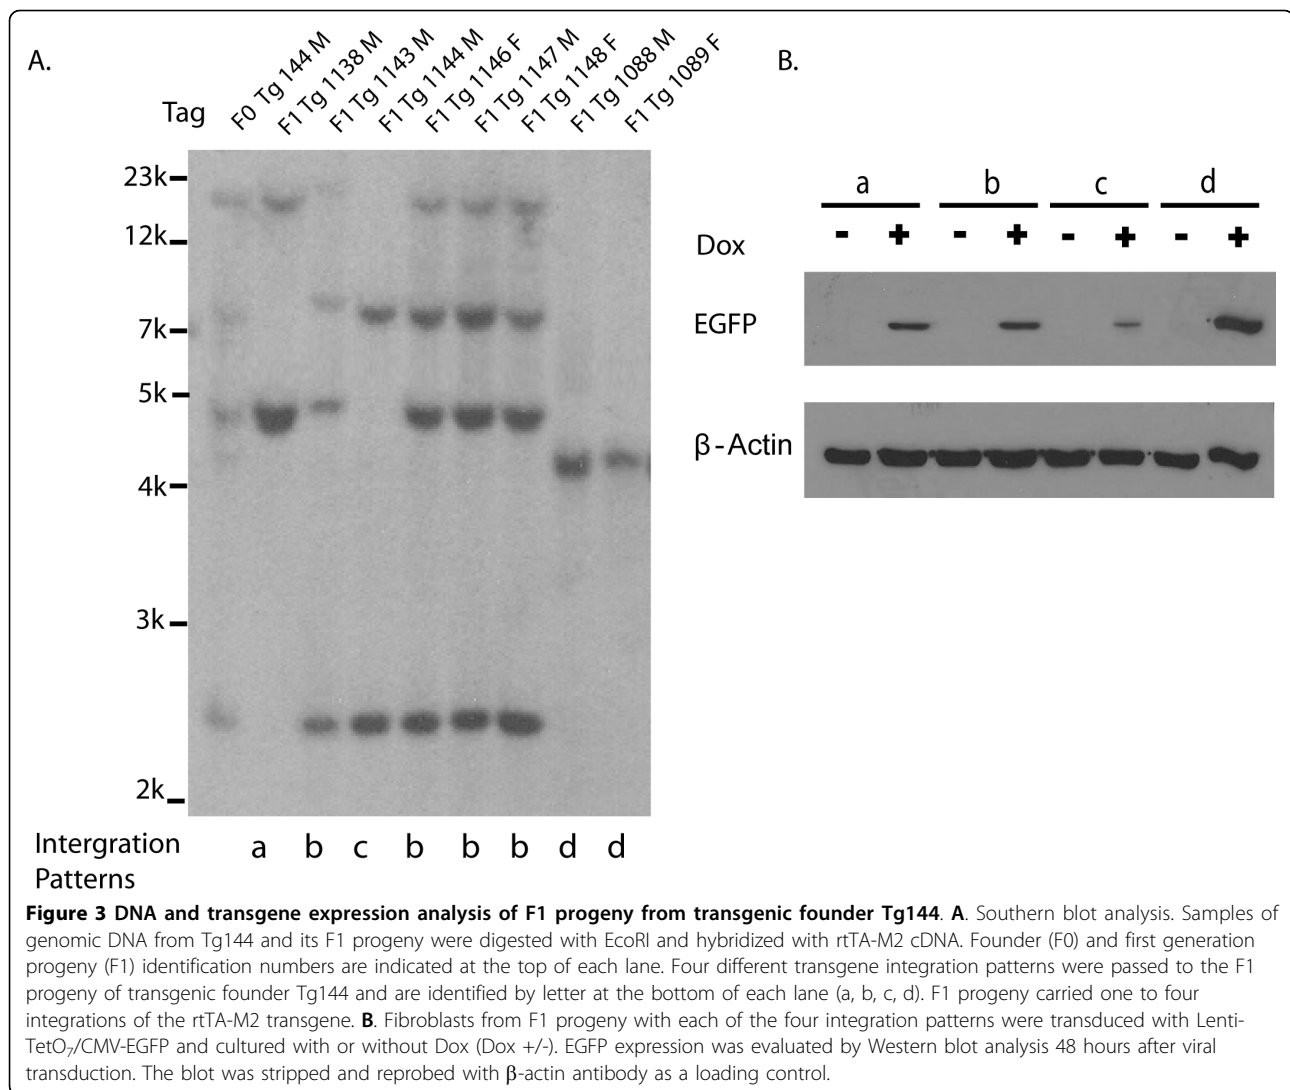 A.
B.
Tag
F0 Tg 144 M
F1 Tg 1138 M
F1 Tg 1143 M
F1 Tg 1144 M
F1 Tg 1146 F
F1 Tg 1147 M
F1 Tg 1148 F
F1 Tg 1088 M
F1 Tg 1089 F
23k
12k
7k
5k
4k
3k
2k
Intergration
Patterns
a b c b b b d d
a b c d
Dox - + - + - + - +
EGFP
β-Actin
Figure 3 DNA and transgene expression analysis of F1 progeny from transgenic founder Tg144. A. Southern blot analysis. Samples of
genomic DNA from Tg144 and its F1 progeny were digested with EcoRI and hybridized with rtTA-M2 cDNA. Founder (F0) and first generation
progeny (F1) identification numbers are indicated at the top of each lane. Four different transgene integration patterns were passed to the F1
progeny of transgenic founder Tg144 and are identified by letter at the bottom of each lane (a, b, c, d). F1 progeny carried one to four
integrations of the rtTA-M2 transgene. B. Fibroblasts from F1 progeny with each of the four integration patterns were transduced with Lenti-
TetO₇/CMV-EGFP and cultured with or without Dox (Dox +/-). EGFP expression was evaluated by Western blot analysis 48 hours after viral
transduction. The blot was stripped and reprobed with β-actin antibody as a loading control.